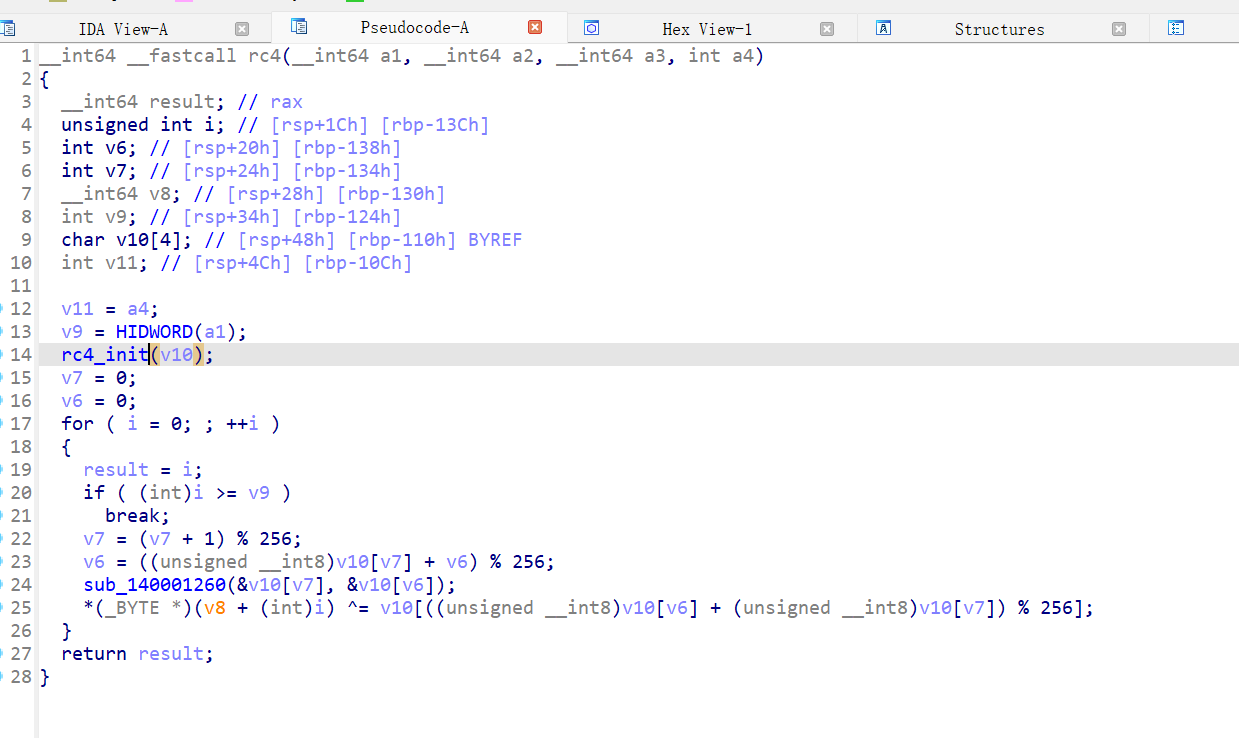 IDA View-A Pseudocode-A Hex View-1 Structures
1 __int64 __fastcall rc4(__int64 a1, __int64 a2, __int64 a3, int a4)
2 {
3 __int64 result; // rax
4 unsigned int i; // [rsp+1Ch] [rbp-13Ch]
5 int v6; // [rsp+20h] [rbp-138h]
6 int v7; // [rsp+24h] [rbp-134h]
7 __int64 v8; // [rsp+28h] [rbp-130h]
8 int v9; // [rsp+34h] [rbp-124h]
9 char v10[4]; // [rsp+48h] [rbp-110h] BYREF
10 int v11; // [rsp+4Ch] [rbp-10Ch]
11
12 v11 = a4;
13 v9 = HIDWORD(a1);
14 rc4_init(v10);
15 v7 = 0;
16 v6 = 0;
17 for ( i = 0; ; ++i )
18 {
19 result = i;
20 if ( (int)i >= v9 )
21 break;
22 v7 = (v7 + 1) % 256;
23 v6 = ((unsigned __int8)v10[v7] + v6) % 256;
24 sub_140001260(&v10[v7], &v10[v6]);
25 *(_BYTE *)(v8 + (int)i) ^= v10[((unsigned __int8)v10[v6] + (unsigned __int8)v10[v7]) % 256];
26 }
27 return result;
28 }